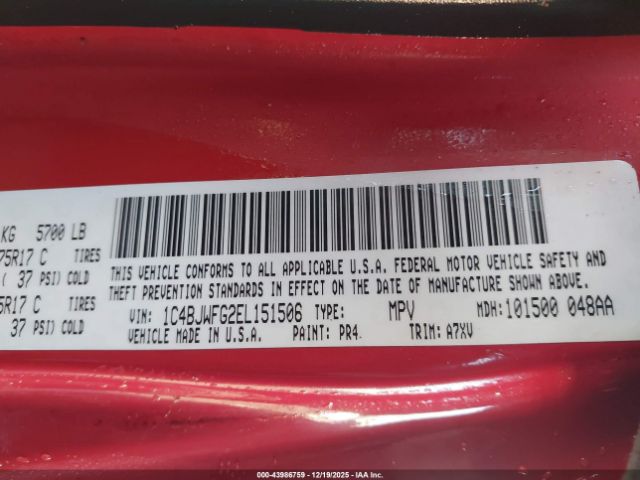 KG 5700 LB
75R17 C TIRES
( 37 PSI) COLD
5R17 C TIRES
37 PSI) COLD
THIS VEHICLE CONFORMS TO ALL APPLICABLE U.S.A. FEDERAL MOTOR VEHICLE SAFETY AND
THEFT PREVENTION STANDARDS IN EFFECT ON THE DATE OF MANUFACTURE SHOWN ABOVE.
VIN: 1C4BJWFG2EL151506 TYPE: MPV MDH:101500 048AA
VEHICLE MADE IN U.S.A. PAINT: PR4 TRIM: A7XV
000-43986759 - 12/19/2025 - IAA Inc.